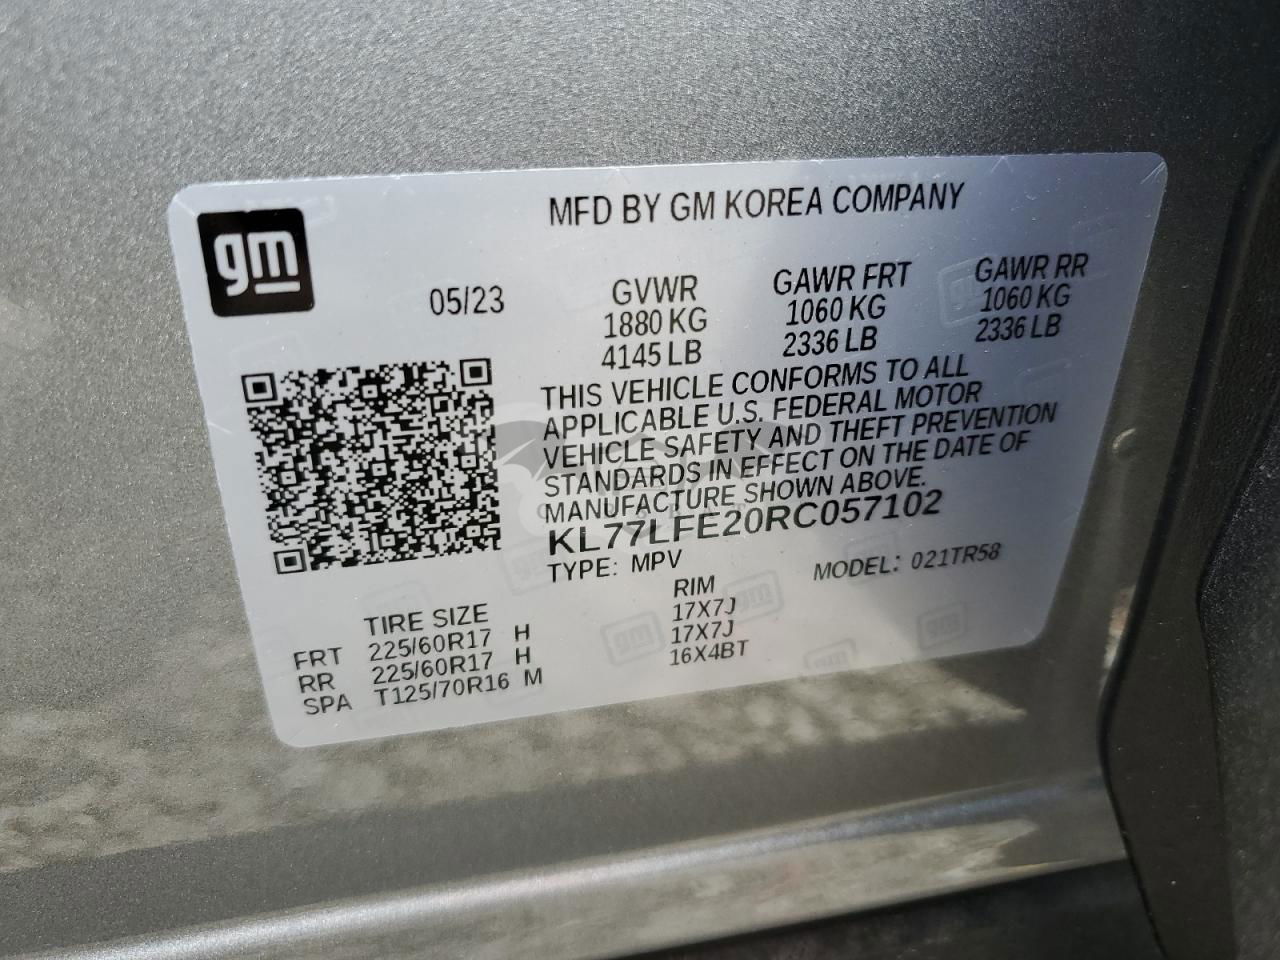 MFD BY GM KOREA COMPANY
gm
05/23
GVWR
1880 KG
4145 LB
GAWR FRT
1060 KG
2336 LB
GAWR RR
1060 KG
2336 LB
THIS VEHICLE CONFORMS TO ALL
APPLICABLE U.S. FEDERAL MOTOR
VEHICLE SAFETY AND THEFT PREVENTION
STANDARDS IN EFFECT ON THE DATE OF
MANUFACTURE SHOWN ABOVE.
KL77LFE20RC057102
TYPE: MPV MODEL: 021TR58
TIRE SIZE RIM
FRT 225/60R17 H 17X7J
RR 225/60R17 H 17X7J
SPA T125/70R16 M 16X4BT